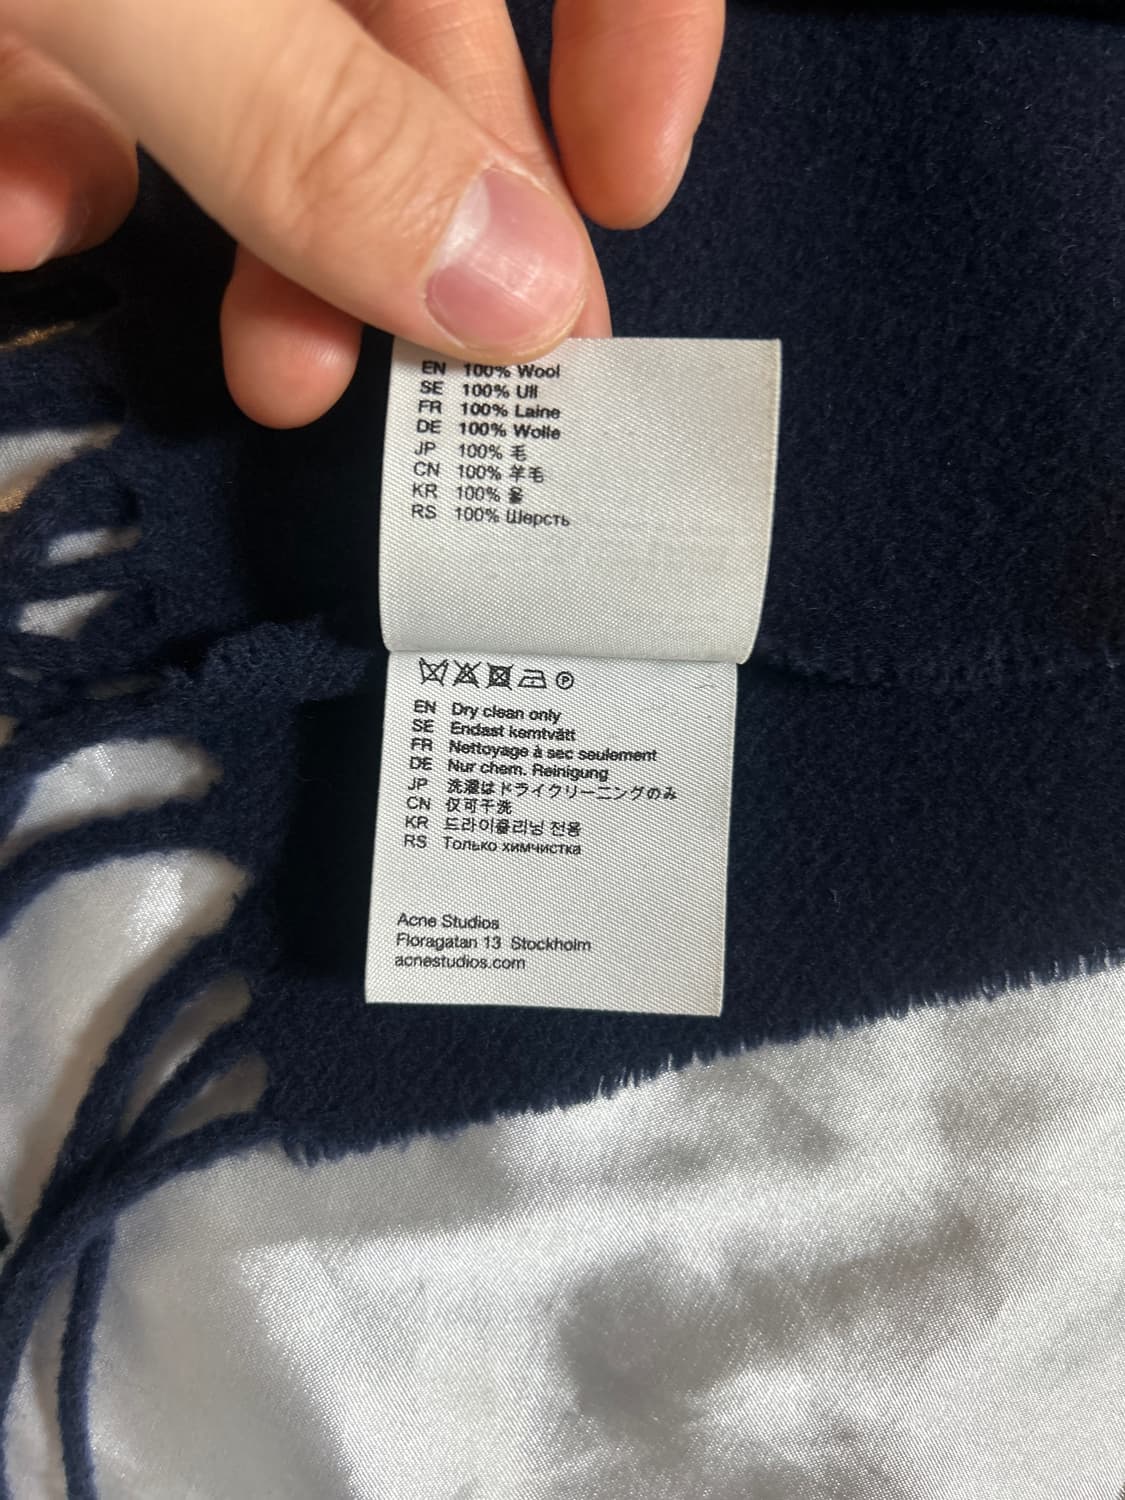 EN 100% Wool
SE 100% Ull
FR 100% Laine
DE 100% Wolle
JP 100% 毛
CN 100% 羊毛
KR 100% 울
RS 100% Шерсть
P
EN Dry clean only
SE Endast kemtvätt
FR Nettoyage à sec seulement
DE Nur chem. Reinigung
JP 洗濯はドライクリーニングのみ
CN 仅可干洗
KR 드라이클리닝 전용
RS Только химчистка
Acne Studios
Floragatan 13 Stockholm
acnestudios.com